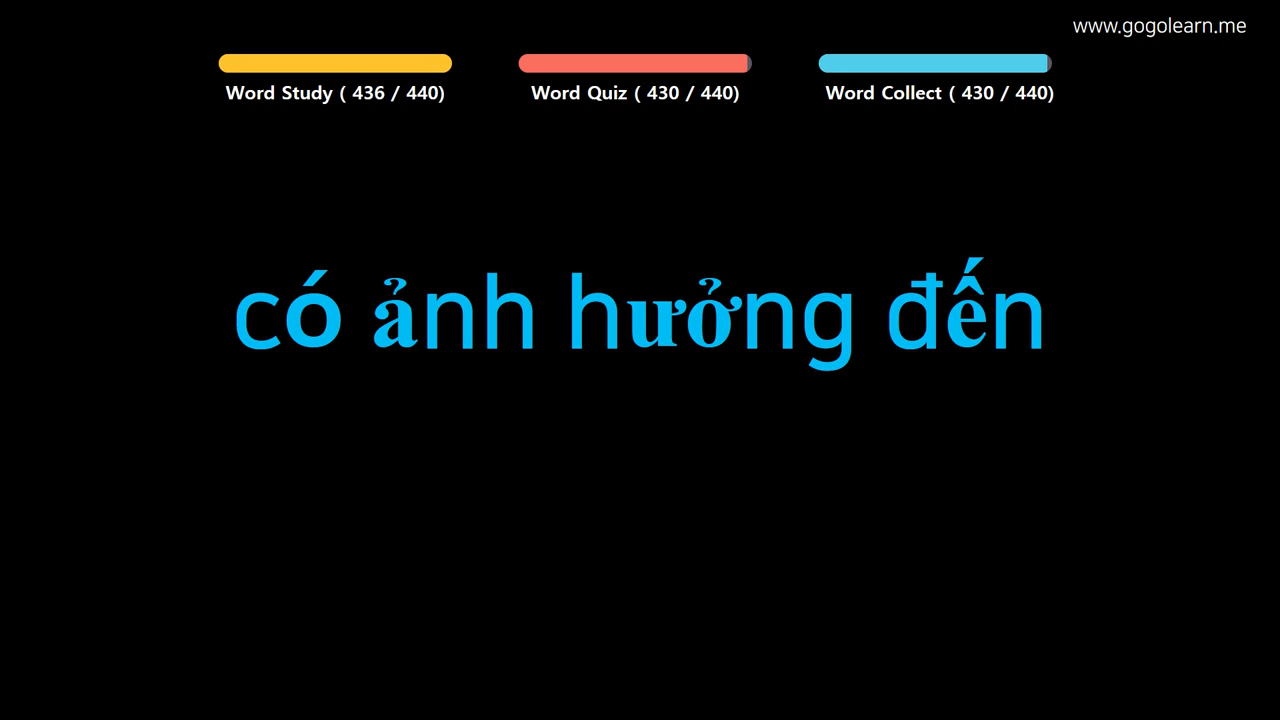 www.gogolearn.me
Word Study ( 436 / 440)
Word Quiz ( 430 / 440)
Word Collect ( 430 / 440)
có ảnh hưởng đến